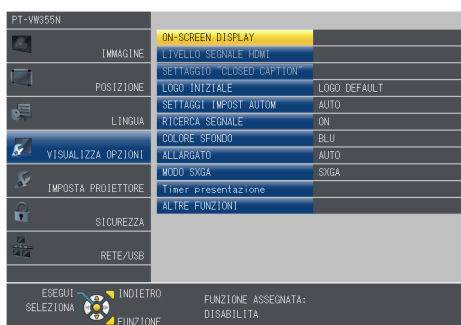 PT-VW355N
IMMAGINE
POSIZIONE
LINGUA
VISUALIZZA OPZIONI
IMPOSTA PROIETTORE
SICUREZZA
RETE/USB
ON-SCREEN DISPLAY
LIVELLO SEGNALE HDMI
SETTAGGIO "CLOSED CAPTION"
LOGO INIZIALE LOGO DEFAULT
SETTAGGI IMPOST AUTOM AUTO
RICERCA SEGNALE ON
COLORE SFONDO BLU
ALLARGATO AUTO
MODO SXGA SXGA
Timer presentazione
ALTRE FUNZIONI
ESEGUI INDIETRO
SELEZIONA
FUNZIONE
FUNZIONE ASSEGNATA:
DISABILITA